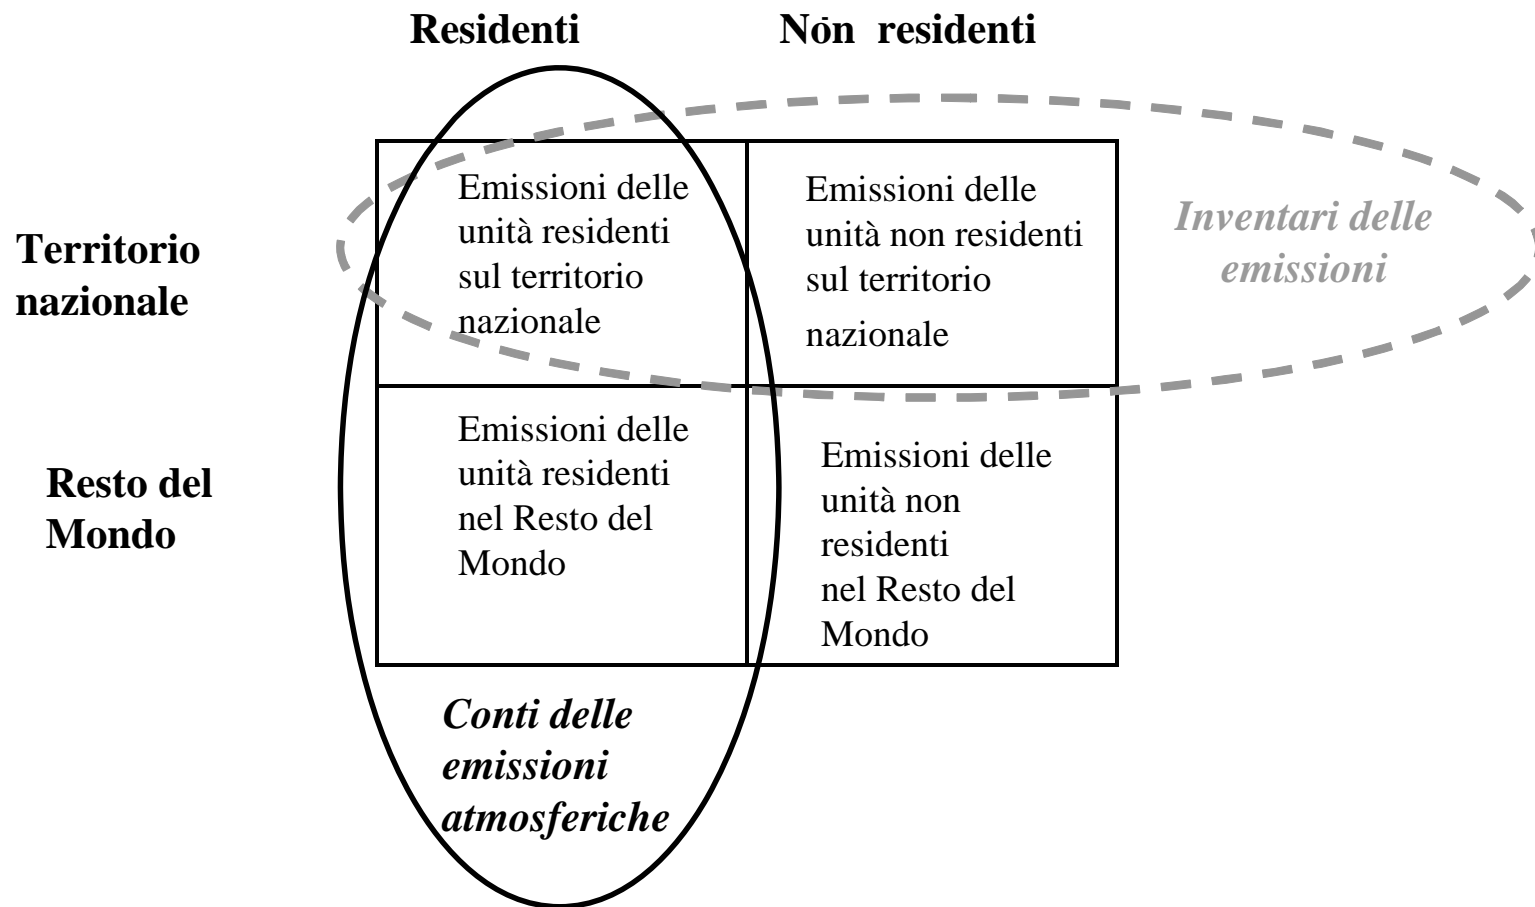 Residenti
Non residenti
Emissioni delle
unità residenti
sul territorio
nazionale
Emissioni delle
unità non residenti
sul territorio
nazionale
Inventari delle
emissioni
Territorio
nazionale
Emissioni delle
unità residenti
nel Resto del
Mondo
Emissioni delle
unità non
residenti
nel Resto del
Mondo
Resto del
Mondo
Conti delle
emissioni
atmosferiche